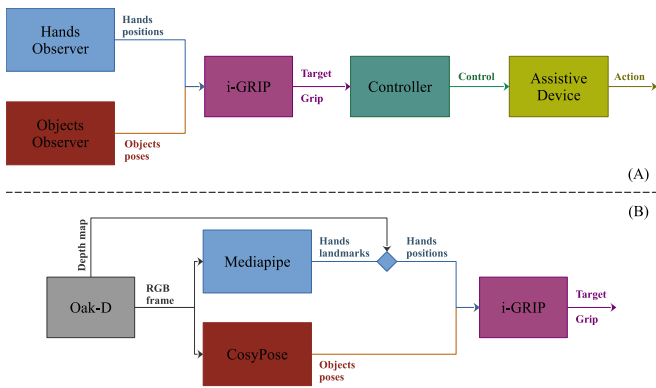 Hands
Observer
Hands
positions
Objects
Observer
Objects
poses
i-GRIP
Target
Grip
Controller
Control
Assistive
Device
Action
(A)
(B)
Depth map
Oak-D
RGB
frame
Mediapipe
Hands
landmarks
Hands
positions
CosyPose
Objects
poses
i-GRIP
Target
Grip